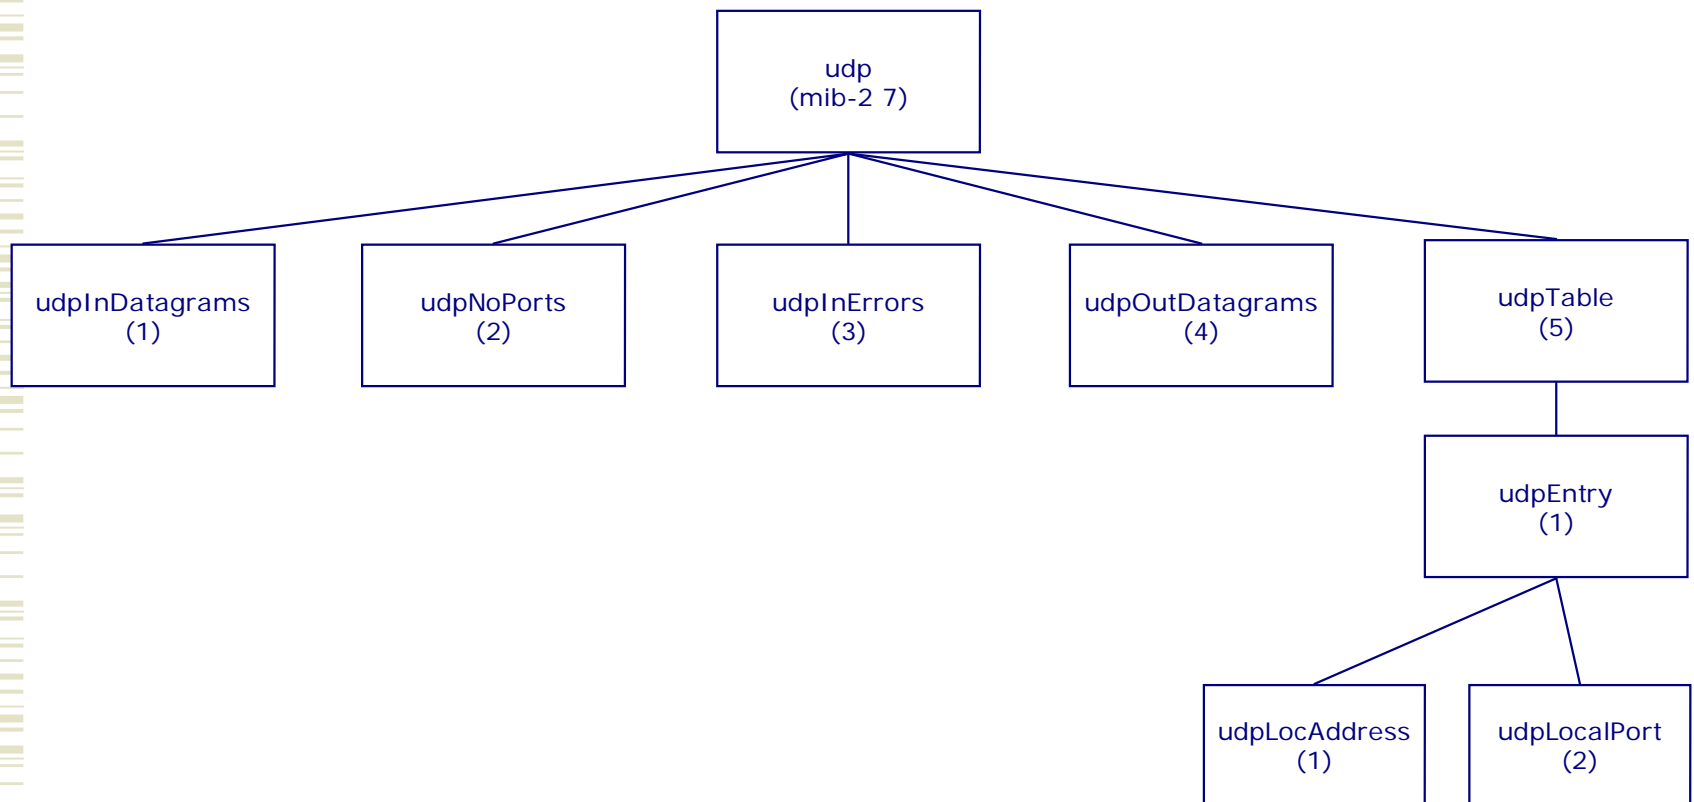 udp
(mib-2 7)
udpInDatagrams
(1)
udpNoPorts
(2)
udpInErrors
(3)
udpOutDatagrams
(4)
udpTable
(5)
udpEntry
(1)
udpLocAddress
(1)
udpLocalPort
(2)